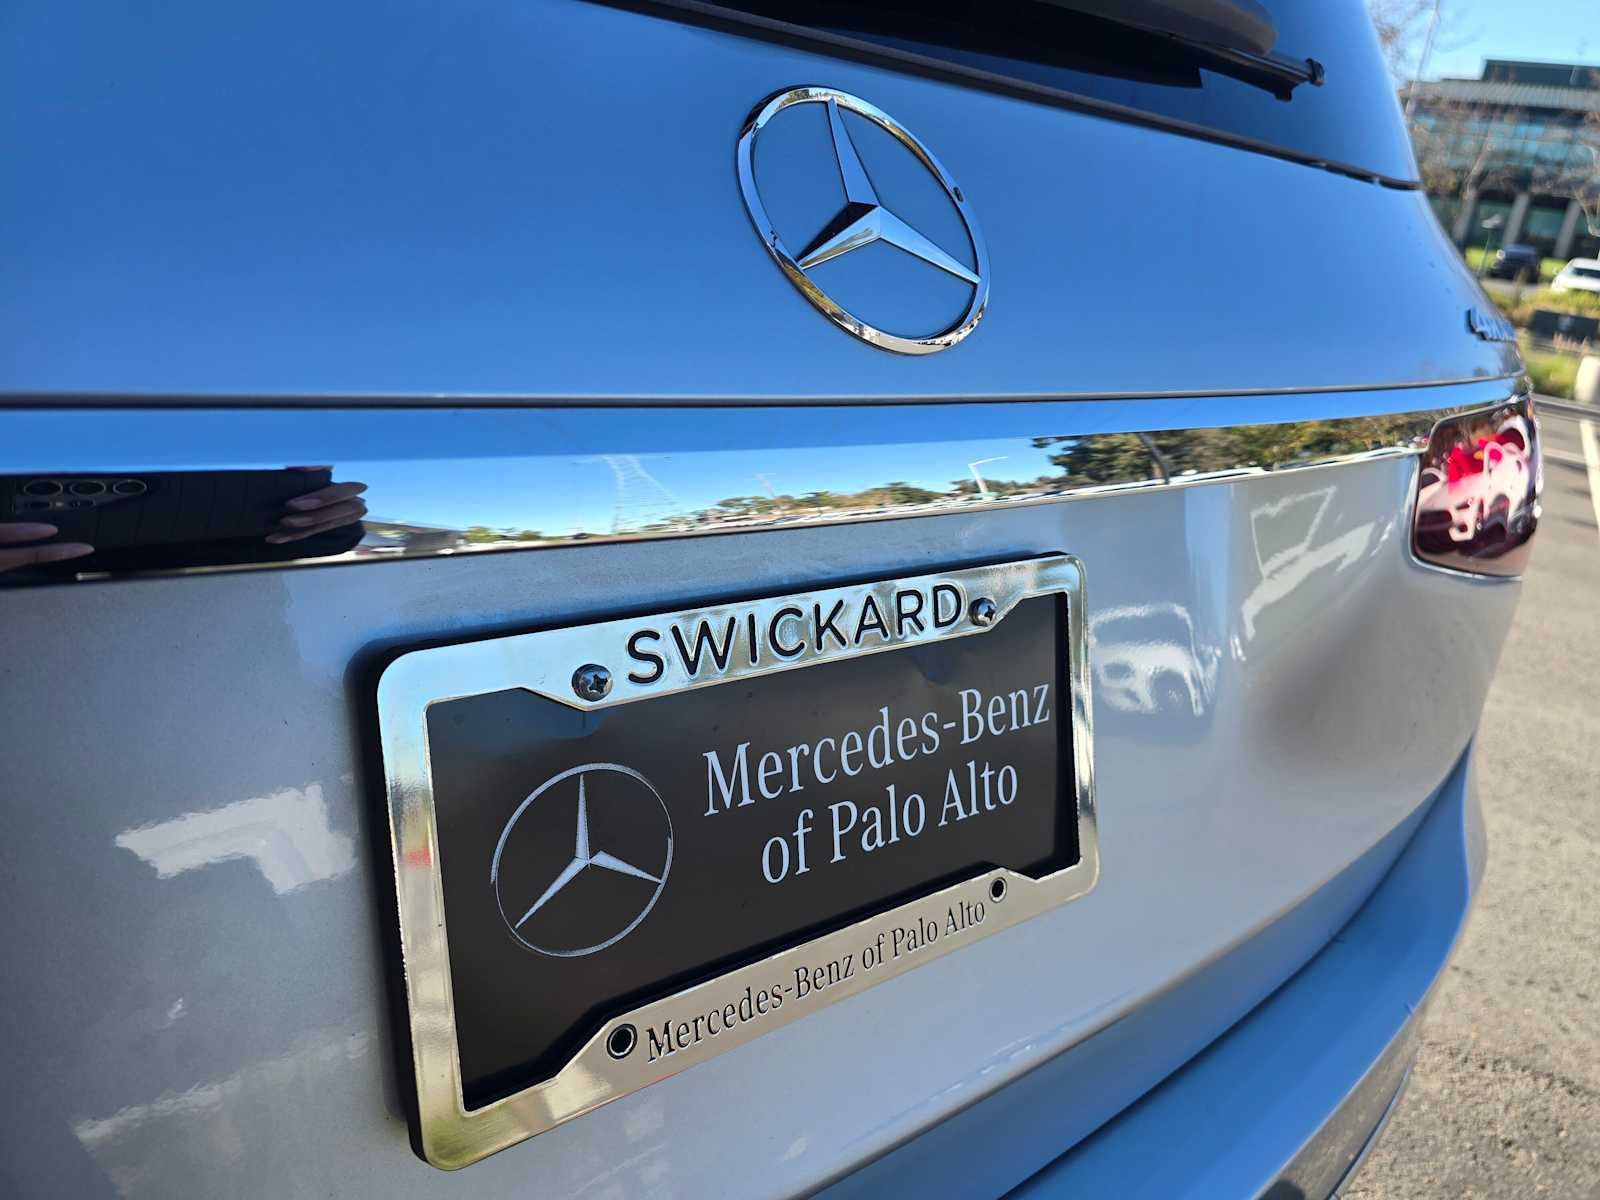 SWICKARD
Mercedes-Benz
of Palo Alto
Mercedes-Benz of Palo Alto